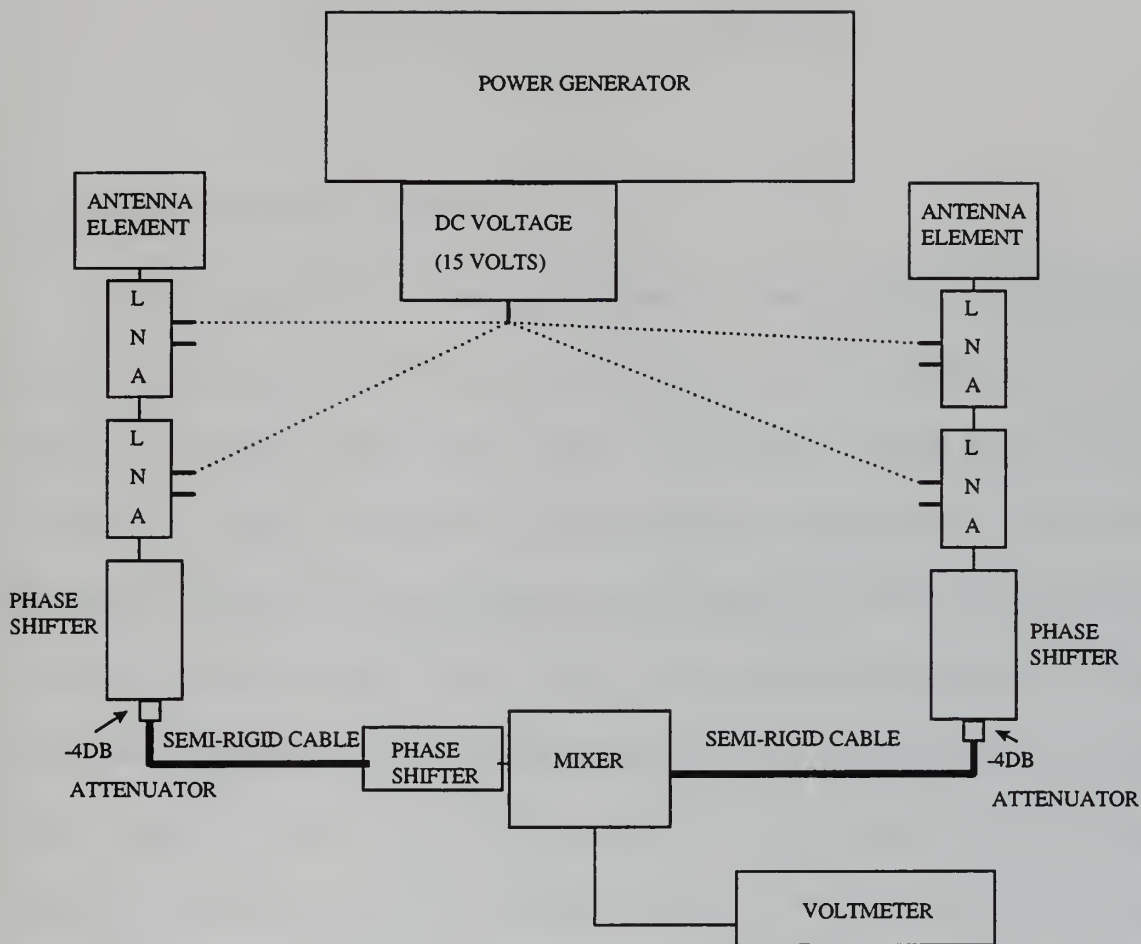 POWER GENERATOR
ANTENNA
ELEMENT
DC VOLTAGE
(15 VOLTS)
ANTENNA
ELEMENT
L
N
A
L
N
A
L
N
A
L
N
A
PHASE
SHIFTER
PHASE
SHIFTER
-4DB
ATTENUATOR
SEMI-RIGID CABLE
PHASE
SHIFTER
MIXER
SEMI-RIGID CABLE
-4DB
ATTENUATOR
VOLTMETER